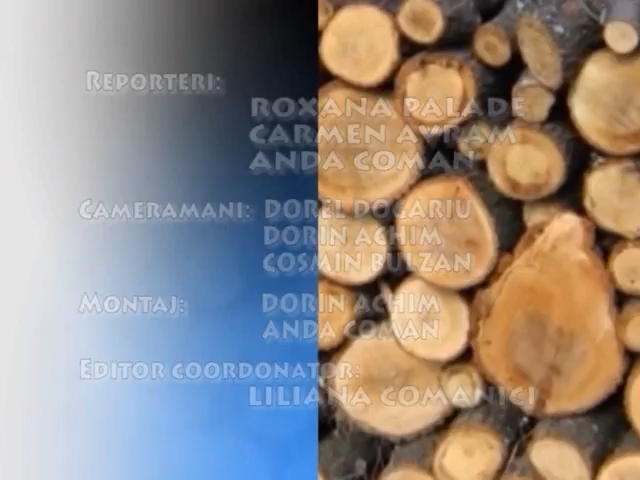 REPORTERI:
ROXANA PALADE
CARMEN AVRAM
ANDA COMAN
CAMERAMANI: DOREL DOGARIU
DORIN ACHIM
COSMIN BULZAN
MONTAJ: DORIN ACHIM
ANDA COMAN
EDITOR COORDONATOR:
LILIANA COMANICI